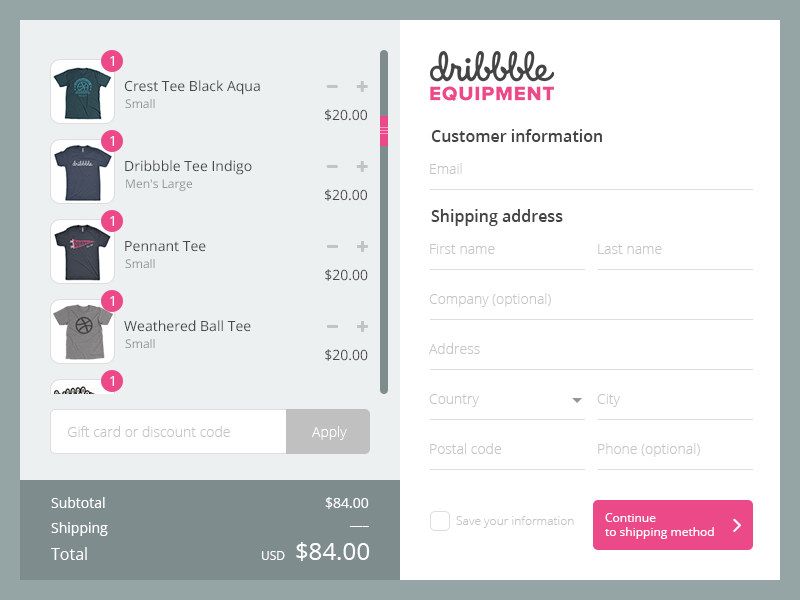 1
Crest Tee Black Aqua
Small
$20.00
1
dribbble
Dribbble Tee Indigo
Men's Large
$20.00
1
Pennant Tee
Small
$20.00
1
Weathered Ball Tee
Small
$20.00
1
Gift card or discount code
Apply
Subtotal $84.00
Shipping —
Total USD $84.00
dribbble
EQUIPMENT
Customer information
Email
Shipping address
First name Last name
Company (optional)
Address
Country City
Postal code Phone (optional)
Save your information
Continue
to shipping method